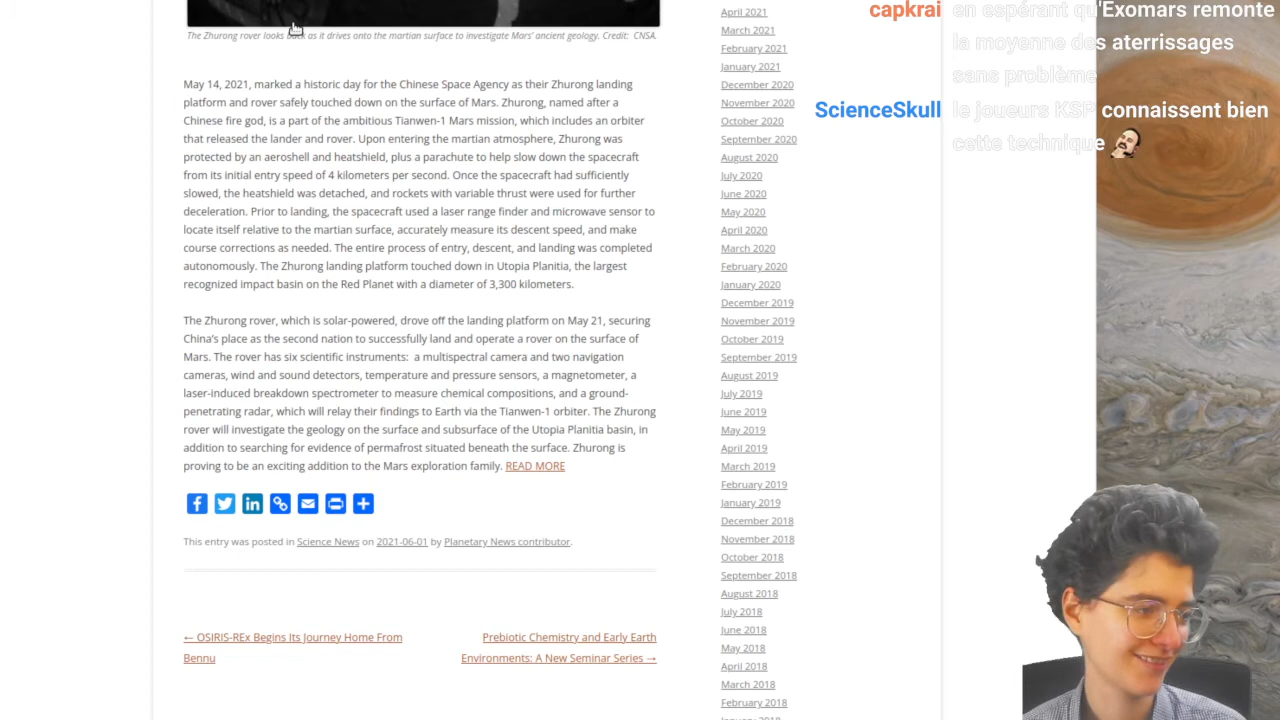 The Zhurong rover looks back as it drives onto the martian surface to investigate Mars' ancient geology. Credit: CNSA.
May 14, 2021, marked a historic day for the Chinese Space Agency as their Zhurong landing
platform and rover safely touched down on the surface of Mars. Zhurong, named after a
Chinese fire god, is a part of the ambitious Tianwen-1 Mars mission, which includes an orbiter
that released the lander and rover. Upon entering the martian atmosphere, Zhurong was
protected by an aeroshell and heatshield, plus a parachute to help slow down the spacecraft
from its initial entry speed of 4 kilometers per second. Once the spacecraft had sufficiently
slowed, the heatshield was detached, and rockets with variable thrust were used for further
deceleration. Prior to landing, the spacecraft used a laser range finder and microwave sensor to
locate itself relative to the martian surface, accurately measure its descent speed, and make
course corrections as needed. The entire process of entry, descent, and landing was completed
autonomously. The Zhurong landing platform touched down in Utopia Planitia, the largest
recognized impact basin on the Red Planet with a diameter of 3,300 kilometers.
The Zhurong rover, which is solar-powered, drove off the landing platform on May 21, securing
China's place as the second nation to successfully land and operate a rover on the surface of
Mars. The rover has six scientific instruments: a multispectral camera and two navigation
cameras, wind and sound detectors, temperature and pressure sensors, a magnetometer, a
laser-induced breakdown spectrometer to measure chemical compositions, and a ground-
penetrating radar, which will relay their findings to Earth via the Tianwen-1 orbiter. The Zhurong
rover will investigate the geology on the surface and subsurface of the Utopia Planitia basin, in
addition to searching for evidence of permafrost situated beneath the surface. Zhurong is
proving to be an exciting addition to the Mars exploration family. READ MORE
This entry was posted in Science News on 2021-06-01 by Planetary News contributor.
← OSIRIS-REx Begins Its Journey Home From
Bennu
Prebiotic Chemistry and Early Earth
Environments: A New Seminar Series →
April 2021
March 2021
February 2021
January 2021
December 2020
November 2020
October 2020
September 2020
August 2020
July 2020
June 2020
May 2020
April 2020
March 2020
February 2020
January 2020
December 2019
November 2019
October 2019
September 2019
August 2019
July 2019
June 2019
May 2019
April 2019
March 2019
February 2019
January 2019
December 2018
November 2018
October 2018
September 2018
August 2018
July 2018
June 2018
May 2018
April 2018
March 2018
February 2018
January 2018
capkrai en espérant qu'Exomars remonte
la moyenne des aterrissages
sans problème
ScienceSkull le joueurs KSP connaissent bien
cette technique